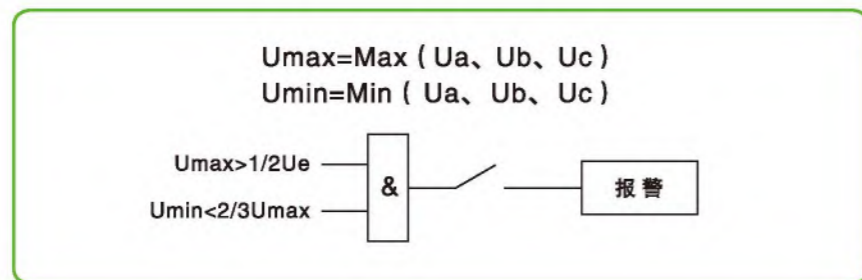 Umax=Max ( Ua、Ub、Uc )
Umin=Min ( Ua、Ub、Uc )
Umax>1/2Ue
&
报警
Umin<2/3Umax